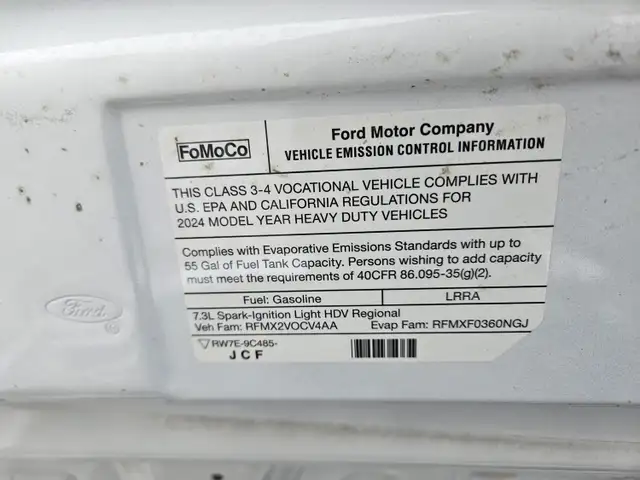 FoMoCo
Ford Motor Company
VEHICLE EMISSION CONTROL INFORMATION
THIS CLASS 3-4 VOCATIONAL VEHICLE COMPLIES WITH
U.S. EPA AND CALIFORNIA REGULATIONS FOR
2024 MODEL YEAR HEAVY DUTY VEHICLES
Complies with Evaporative Emissions Standards with up to
55 Gal of Fuel Tank Capacity. Persons wishing to add capacity
must meet the requirements of 40CFR 86.095-35(g)(2).
Fuel: Gasoline LRRA
7.3L Spark-Ignition Light HDV Regional
Veh Fam: RFMX2VOCV4AA Evap Fam: RFMXF0360NGJ
RW7E-9C485-
J C F
Ford